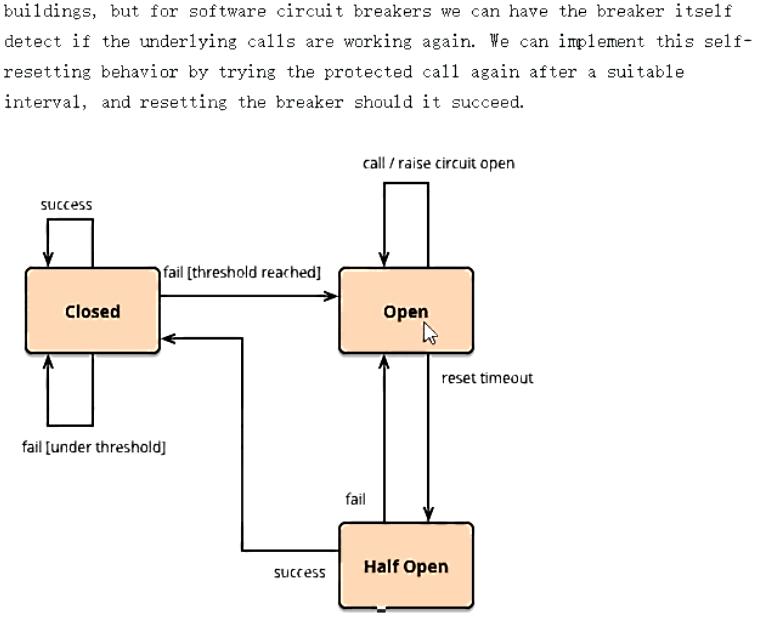 buildings, but for software circuit breakers we can have the breaker itself
detect if the underlying calls are working again. We can implement this self-
resetting behavior by trying the protected call again after a suitable
interval, and resetting the breaker should it succeed.
call / raise circuit open
success
fail [threshold reached]
Closed
Open
reset timeout
fail [under threshold]
fail
Half Open
success